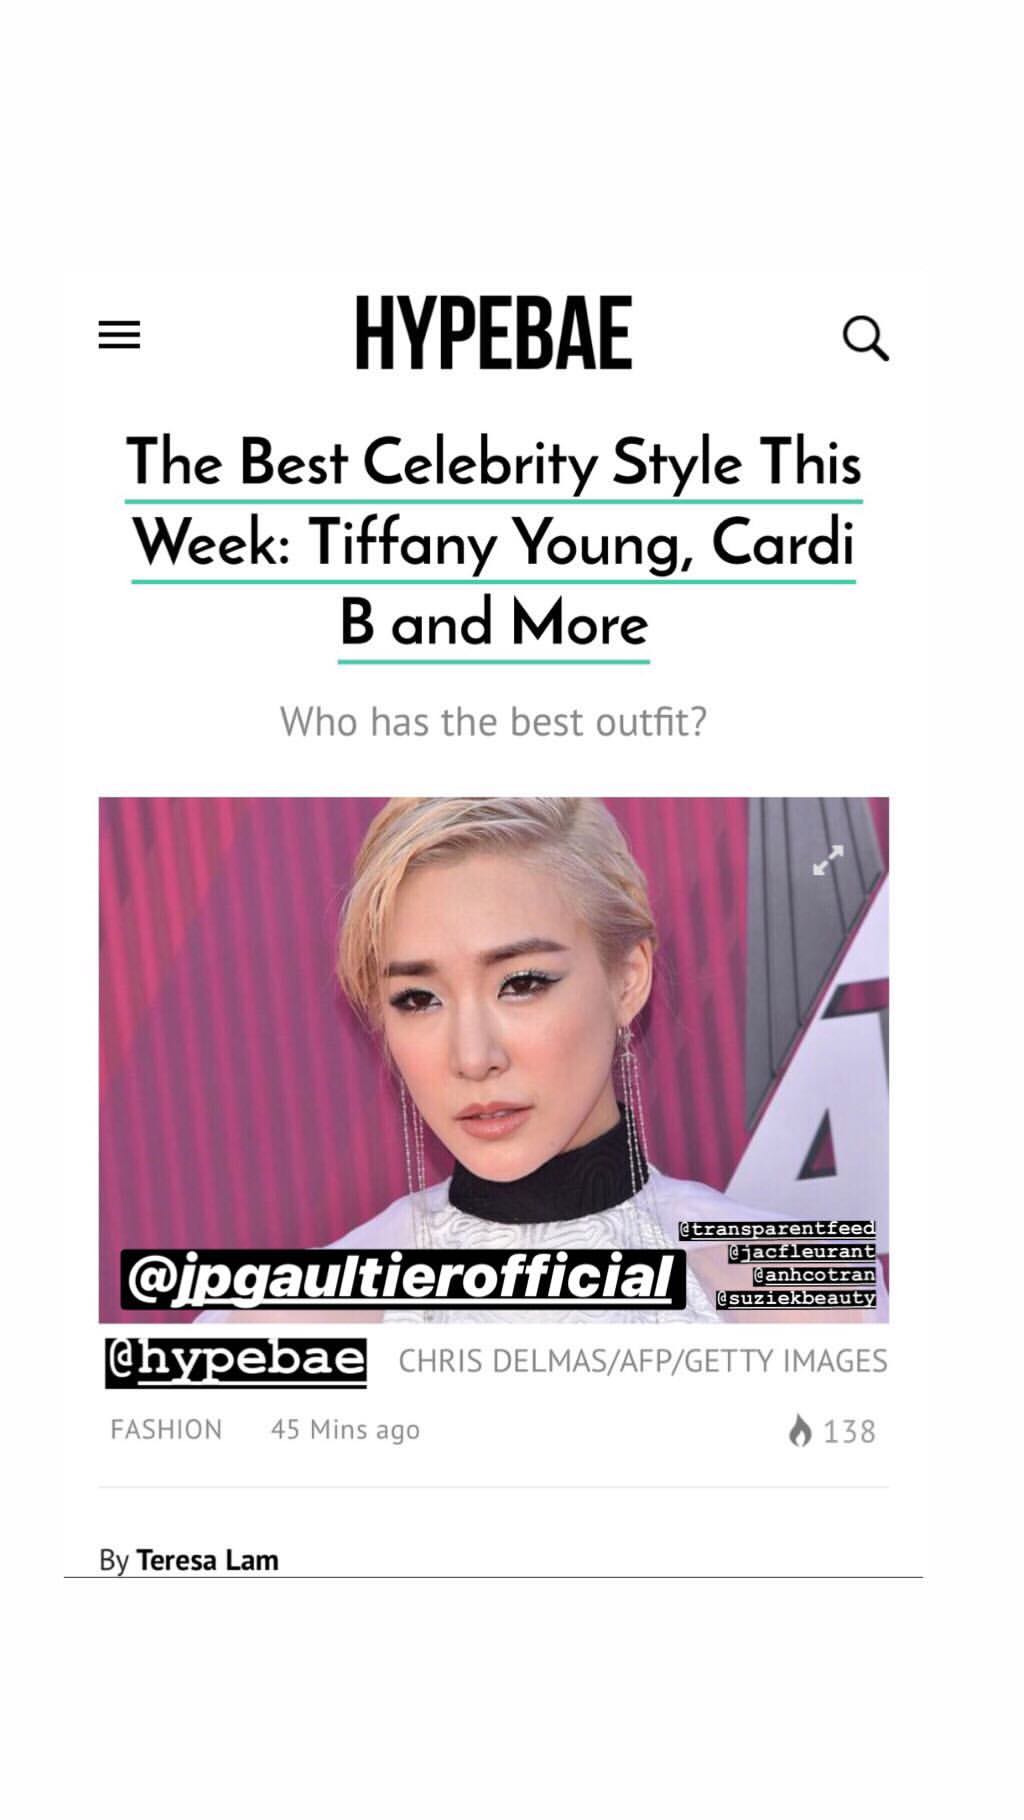 HYPEBAE
The Best Celebrity Style This
Week: Tiffany Young, Cardi
B and More
Who has the best outfit?
@transparentfeed
@jacfleurant
@anhcotran
@suziekbeauty
@jpgaultierofficial
@hypebae
CHRIS DELMAS/AFP/GETTY IMAGES
FASHION 45 Mins ago 138
By Teresa Lam